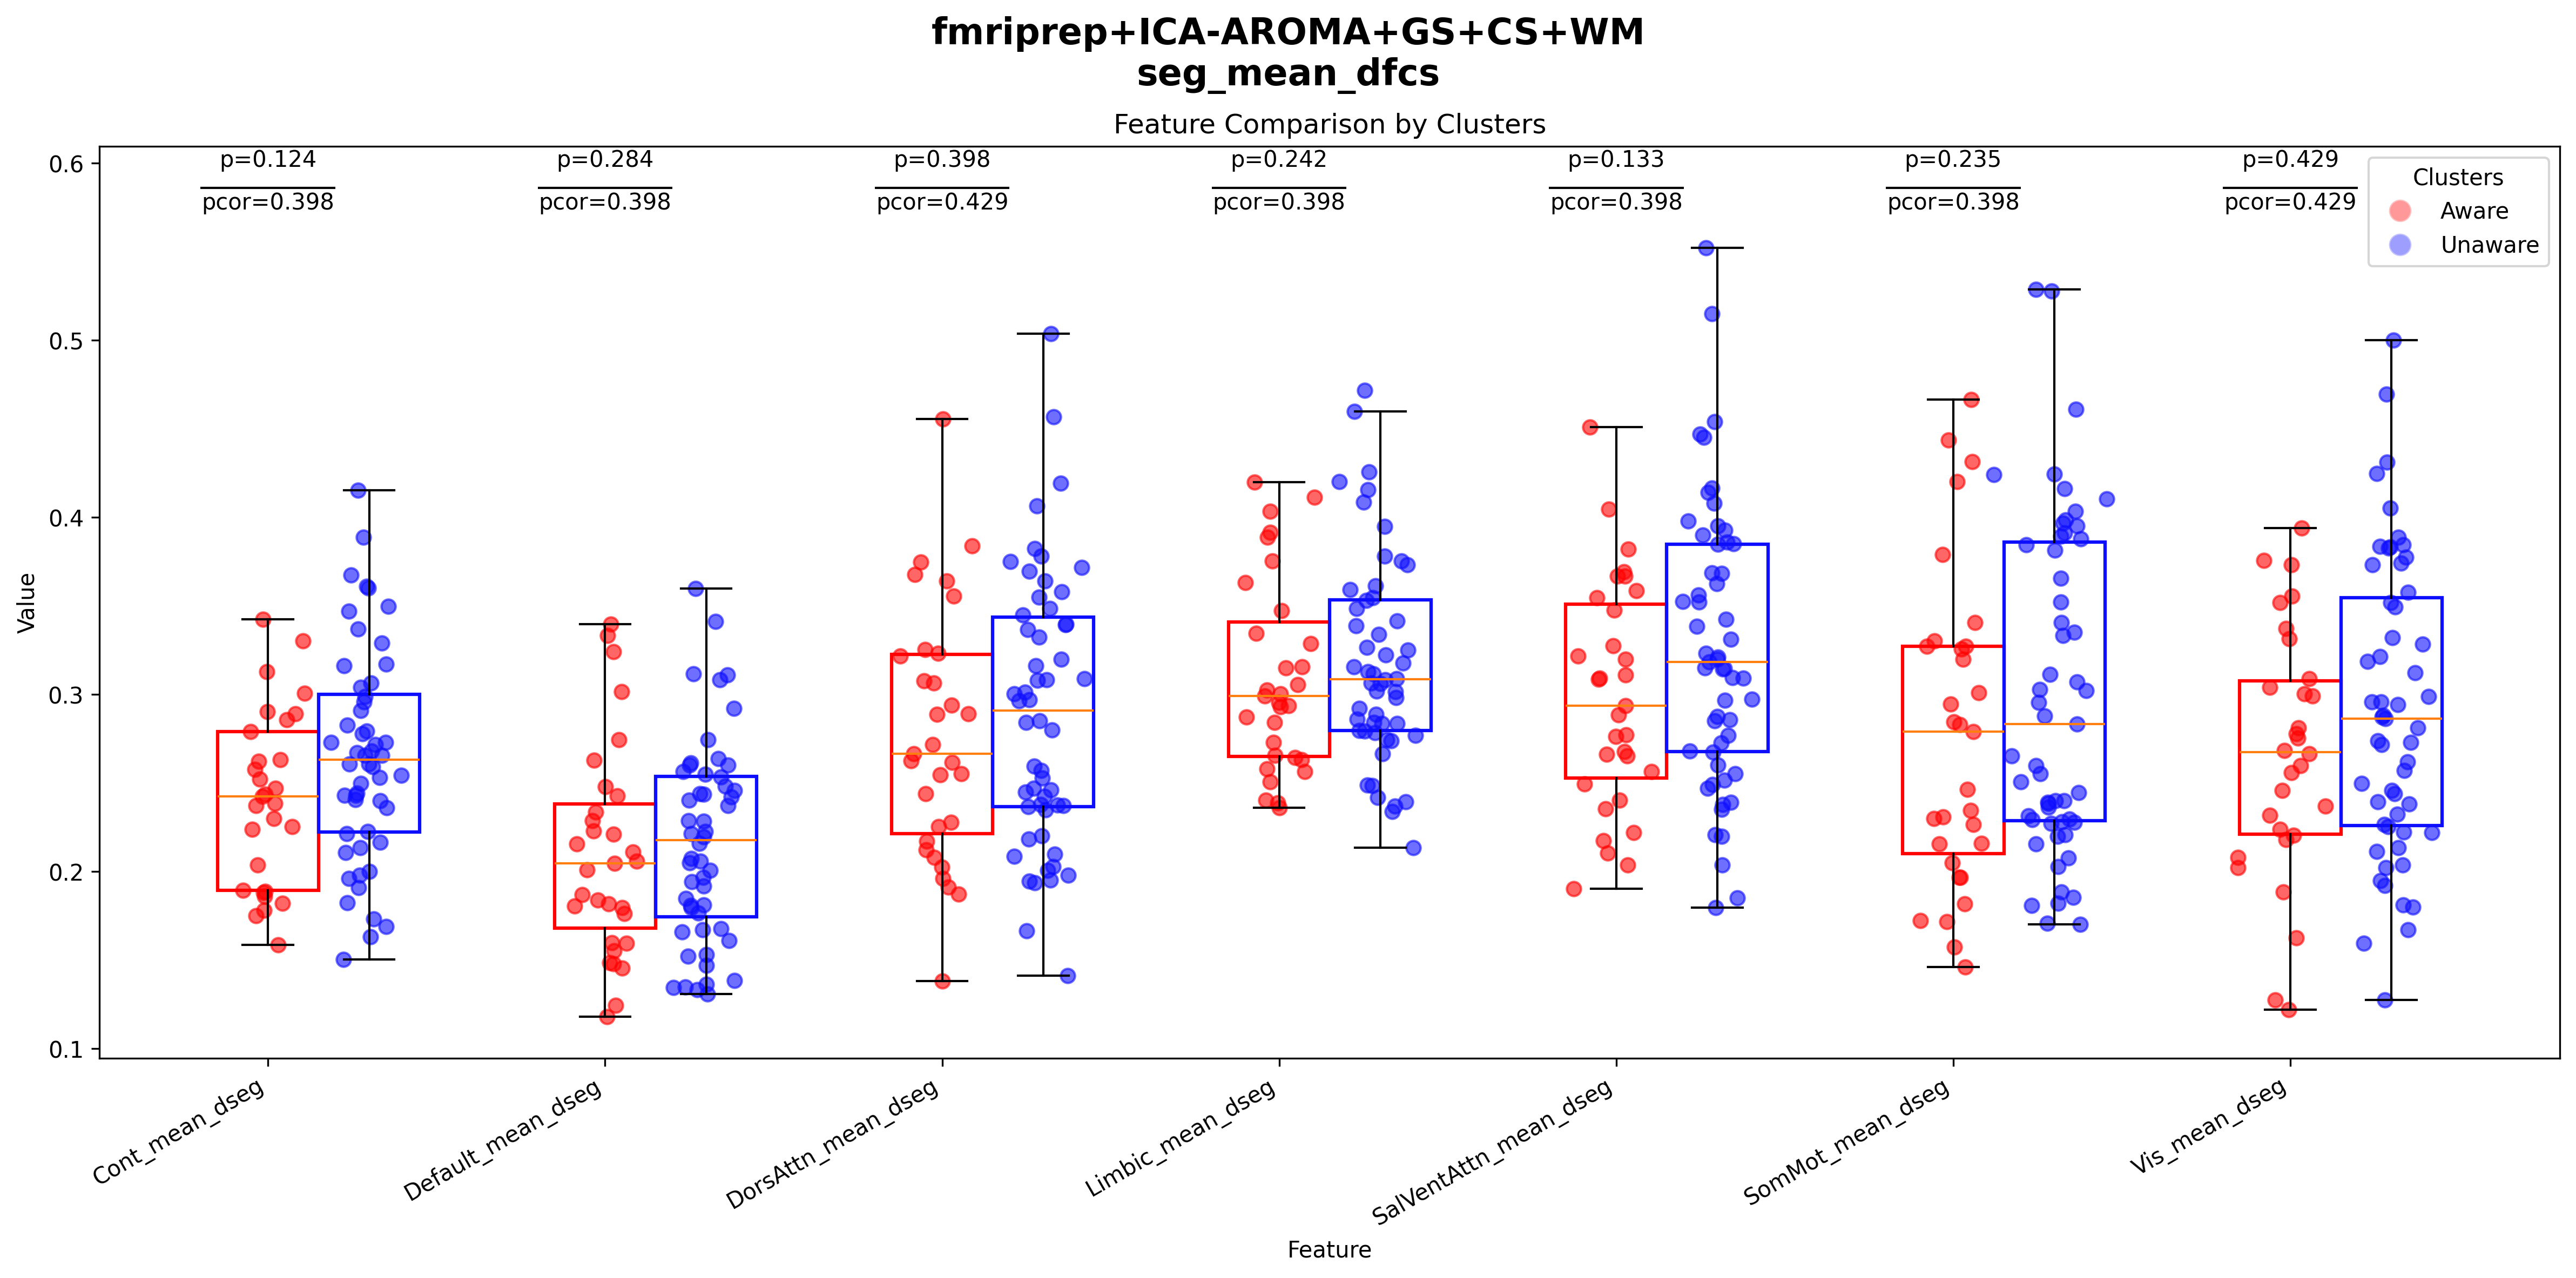 fmriprep+ICA-AROMA+GS+CS+WM
seg_mean_dfcs
Feature Comparison by Clusters
p=0.124
pcor=0.398
p=0.284
pcor=0.398
p=0.398
pcor=0.429
p=0.242
pcor=0.398
p=0.133
pcor=0.398
p=0.235
pcor=0.398
p=0.429
pcor=0.429
Clusters
Aware
Unaware
Value
0.6
0.5
0.4
0.3
0.2
0.1
Cont_mean_dseg
Default_mean_dseg
DorsAttn_mean_dseg
Limbic_mean_dseg
SalVentAttn_mean_dseg
SomMot_mean_dseg
Vis_mean_dseg
Feature